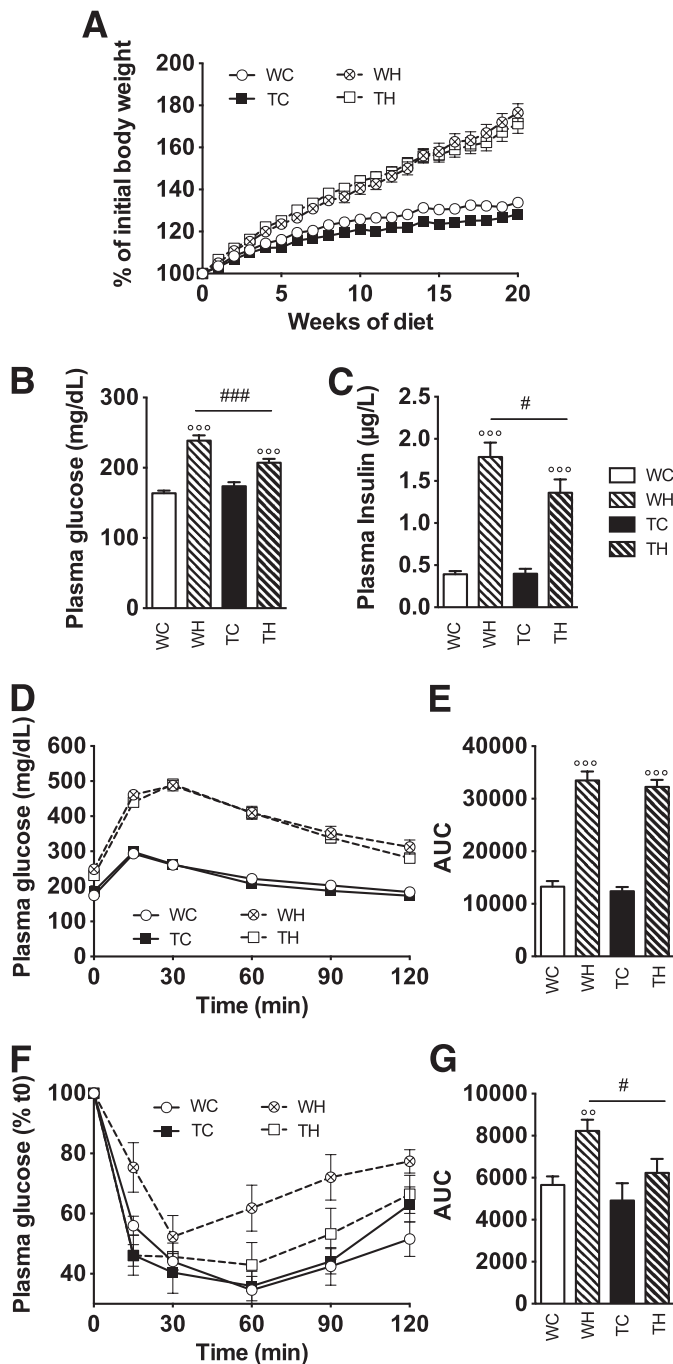 A
% of initial body weight
200
180
160
140
120
100
WC
WH
TC
TH
0
5
10
15
20
Weeks of diet
B
Plasma glucose (mg/dL)
300
200
100
0
°°°
###
°°°
WC
WH
TC
TH
C
Plasma Insulin (µg/L)
2.5
2.0
1.5
1.0
0.5
0.0
°°°
#
°°°
WC
WH
TC
TH
WC
WH
TC
TH
D
Plasma glucose (mg/dL)
600
500
400
300
200
100
0
WC
WH
TC
TH
0
30
60
90
120
Time (min)
E
AUC
40000
30000
20000
10000
0
°°°
°°°
WC
WH
TC
TH
F
Plasma glucose (% t0)
100
80
60
40
WC
WH
TC
TH
0
30
60
90
120
Time (min)
G
AUC
10000
8000
6000
4000
2000
0
°°
#
WC
WH
TC
TH